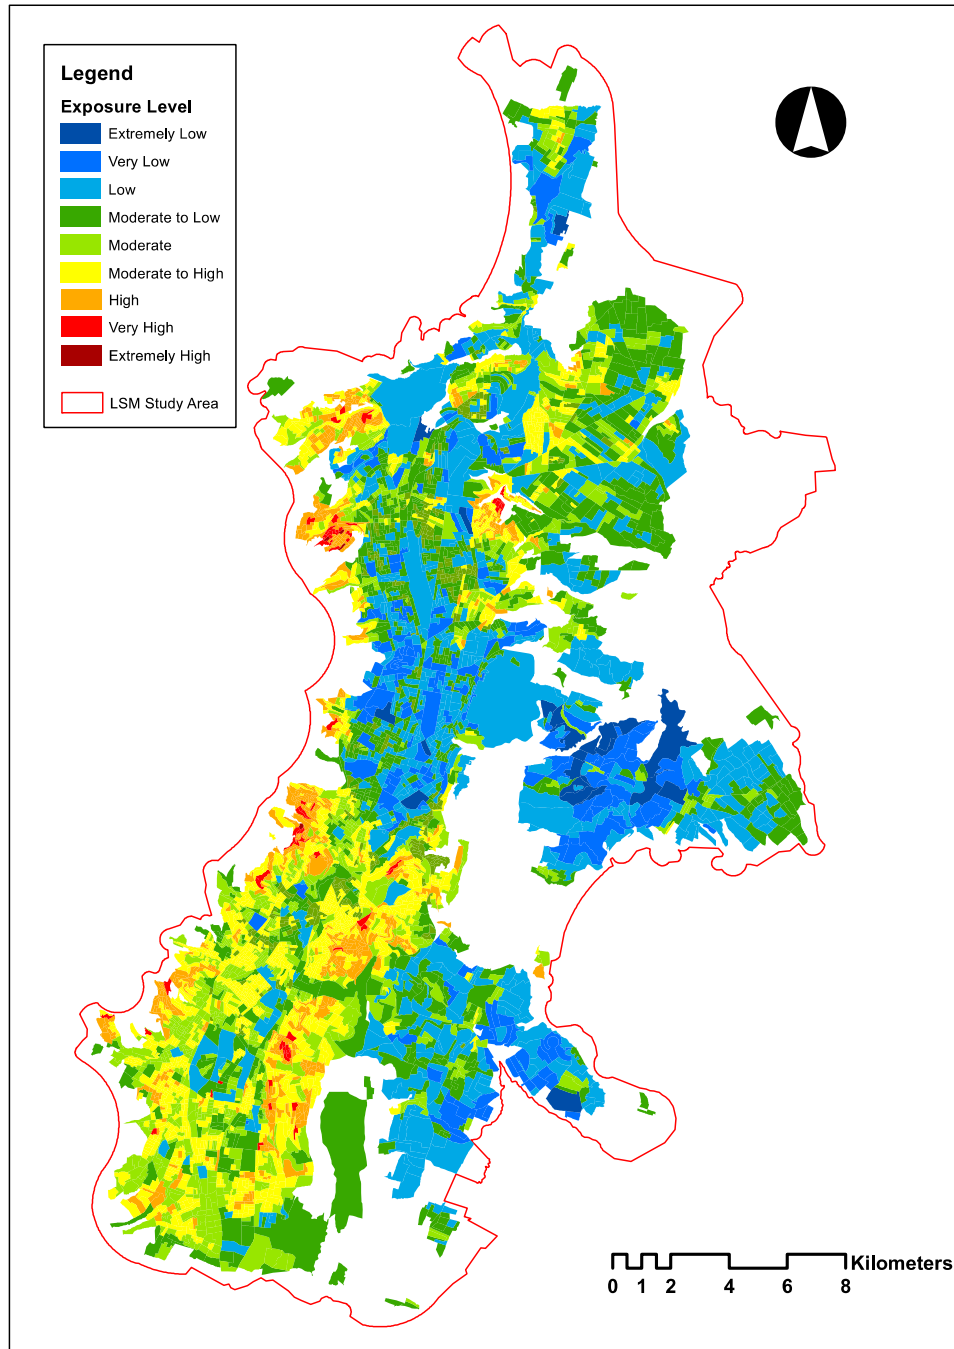 Legend
Exposure Level
Extremely Low
Very Low
Low
Moderate to Low
Moderate
Moderate to High
High
Very High
Extremely High
LSM Study Area
Kilometers
0 1 2 4 6 8